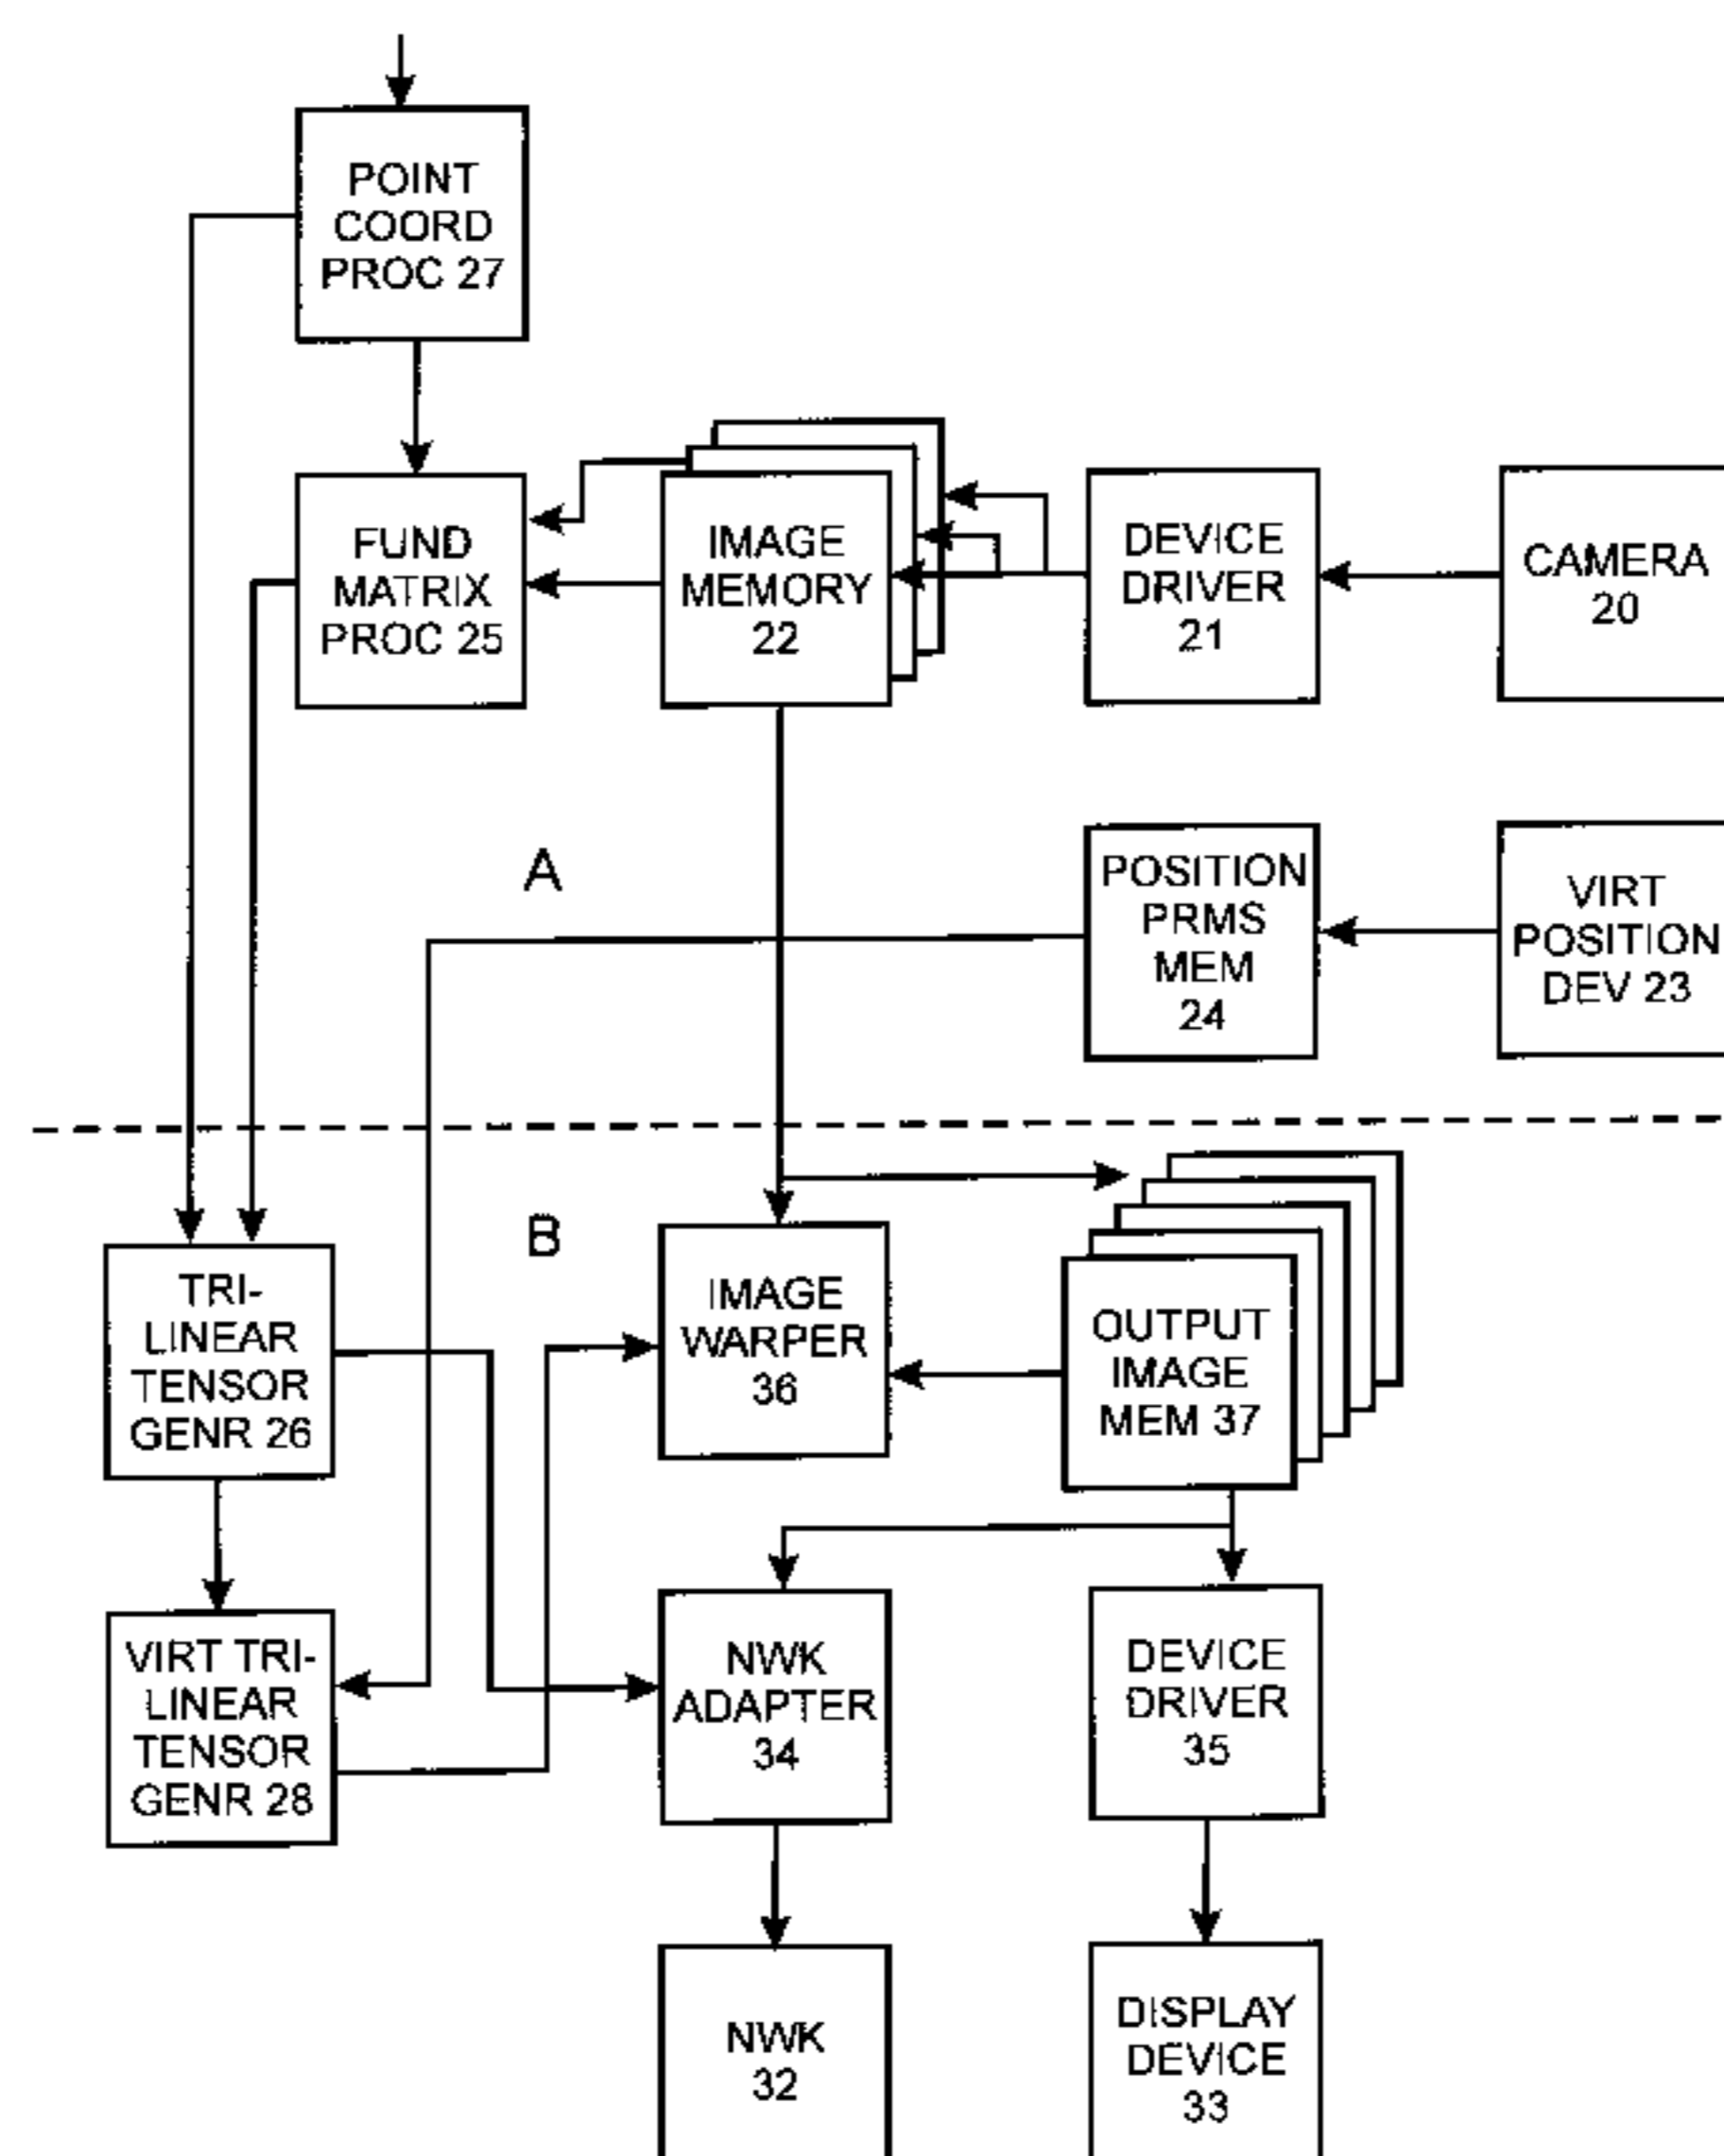 POINT
COORD
PROC 27
FUND
MATRIX
PROC 25
IMAGE
MEMORY
22
DEVICE
DRIVER
21
CAMERA
20
A
POSITION
PRMS
MEM
24
VIRT
POSITION
DEV 23
B
TRI-
LINEAR
TENSOR
GENR 26
IMAGE
WARPER
36
OUTPUT
IMAGE
MEM 37
VIRT TRI-
LINEAR
TENSOR
GENR 28
NWK
ADAPTER
34
DEVICE
DRIVER
35
NWK
32
DISPLAY
DEVICE
33